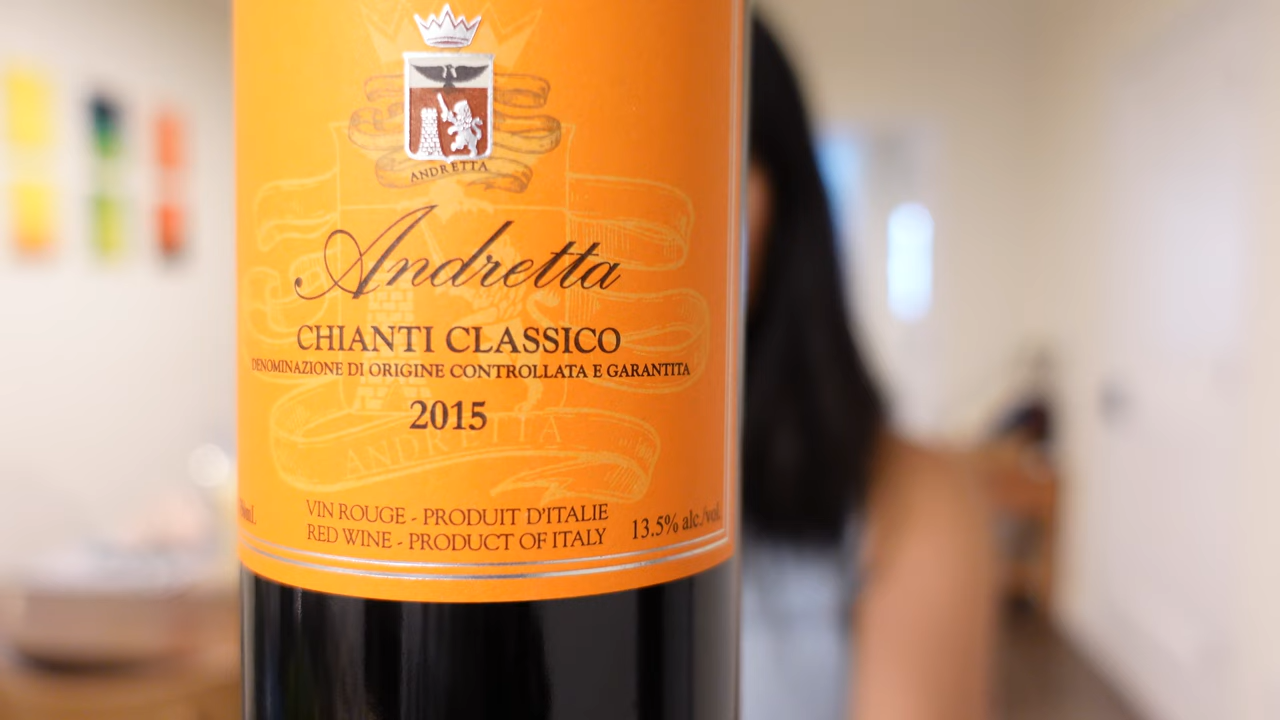 ANDRETTA
Andretta
CHIANTI CLASSICO
DENOMINAZIONE DI ORIGINE CONTROLLATA E GARANTITA
2015
ANDRETTA
VIN ROUGE - PRODUIT D'ITALIE
RED WINE - PRODUCT OF ITALY
13.5% alc./vol.